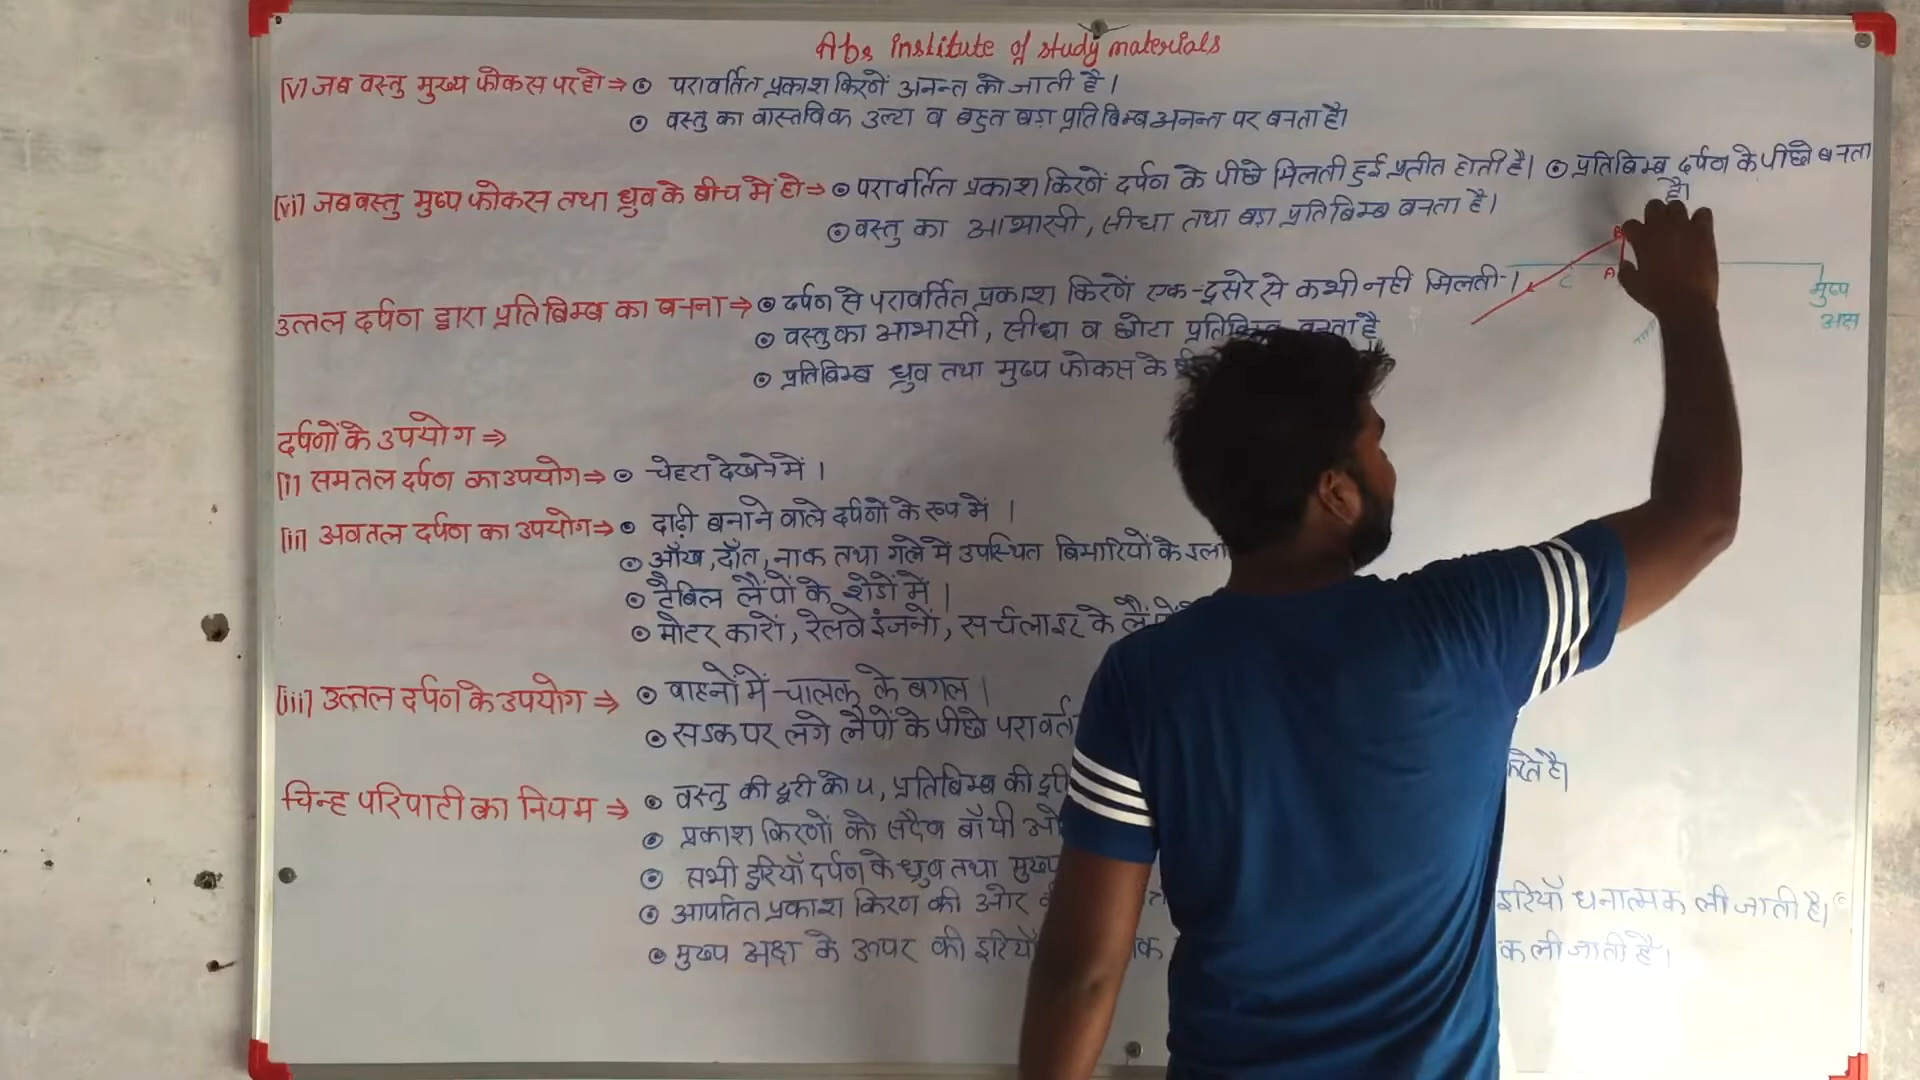 Abs institute of study materials
(v) जब वस्तु मुख्य फोकस पर हो ⇒ ⊙ परावर्तित प्रकाश किरणें अनन्त को जाती है।
⊙ वस्तु का वास्तविक उल्टा व बहुत बड़ा प्रतिबिम्ब अनन्त पर बनता है।
(vi) जब वस्तु मुख्य फोकस तथा ध्रुव के बीच में हो ⇒ ⊙ परावर्तित प्रकाश किरणें दर्पण के पीछे मिलती हुई प्रतीत होती है। ⊙ प्रतिबिम्ब दर्पण के पीछे बनता है।
⊙ वस्तु का आभासी, सीधा तथा बड़ा प्रतिबिम्ब बनता है।
B
A
C
मुख्य
अक्ष
उत्तल दर्पण द्वारा प्रतिबिम्ब का बनना ⇒ ⊙ दर्पण से परावर्तित प्रकाश किरणें एक-दुसरे से कभी नहीं मिलती।
⊙ वस्तु का आभासी, सीधा व छोटा प्रतिबिम्ब बनता है
⊙ प्रतिबिम्ब ध्रुव तथा मुख्य फोकस के
दर्पणों के उपयोग ⇒
(i) समतल दर्पण का उपयोग ⇒ ⊙ चेहरा देखने में।
(ii) अवतल दर्पण का उपयोग ⇒ ⊙ दाढ़ी बनाने वाले दर्पणों के रूप में।
⊙ आँख, दाँत, नाक तथा गले में उपस्थित बिमारियों के
⊙ टैबिल लैंपों के शेडों में।
⊙ मोटर कारों, रेलवे इंजनों, सर्चलाइट के
(iii) उत्तल दर्पण के उपयोग ⇒ ⊙ वाहनों में चालक के बगल।
⊙ सडक पर लगे लैंपों के पीछे
चिन्ह परिपाटी का नियम ⇒ ⊙ वस्तु की दूरी को u, प्रतिबिम्ब की दूरी करते है।
⊙ प्रकाश किरणों को सदैव बाँयी
⊙ सभी दूरियाँ दर्पण के ध्रुव तथा मुख्य
⊙ आपतित प्रकाश किरण की ओर दूरियाँ धनात्मक ली जाती है।
⊙ मुख्य अक्ष के ऊपर की दूरियाँ ली जाती है।